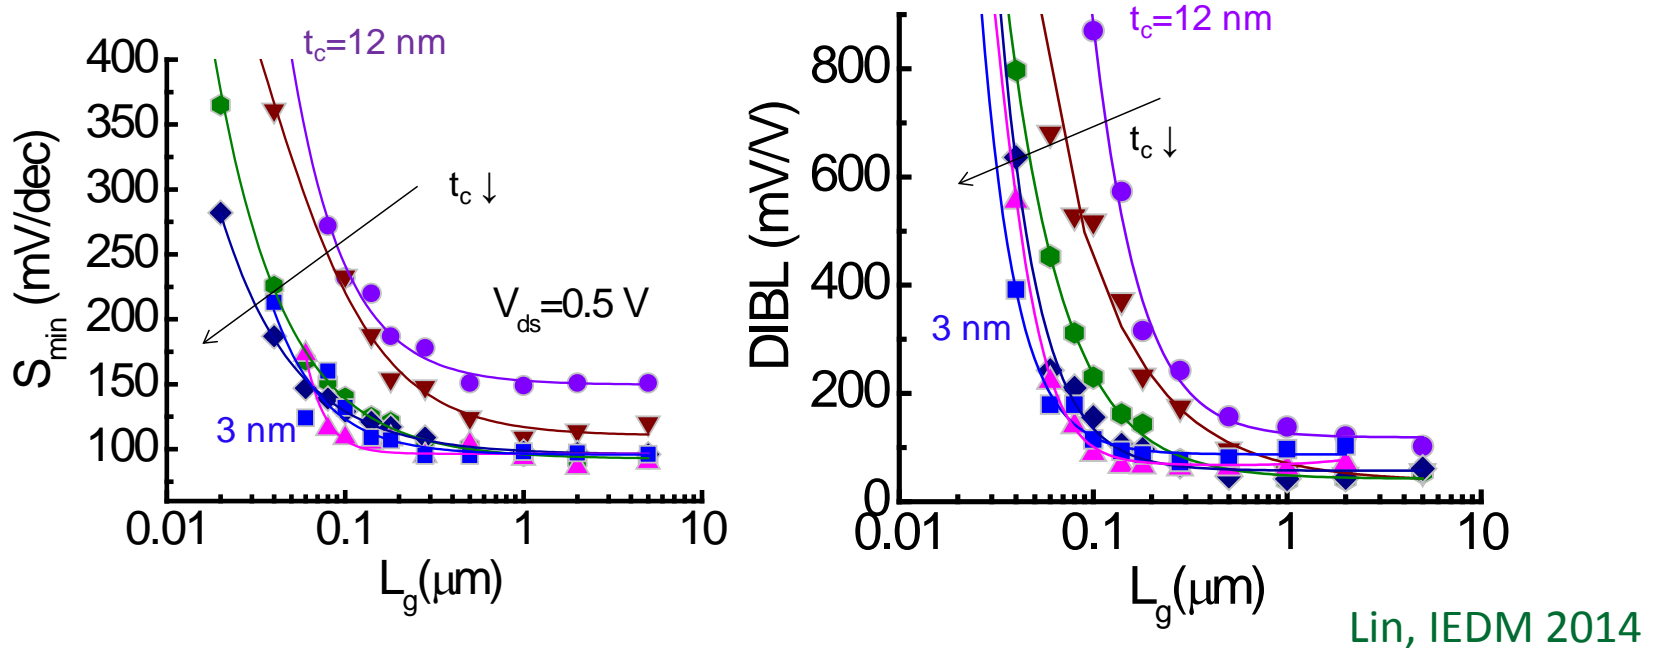 t_c=12 nm
400
350
300
250
200
150
100
S_min (mV/dec)
t_c ↓
V_ds=0.5 V
3 nm
0.01
0.1
1
10
L_g(μm)
t_c=12 nm
800
600
400
200
0
DIBL (mV/V)
t_c ↓
3 nm
0.01
0.1
1
10
L_g(μm)
Lin, IEDM 2014